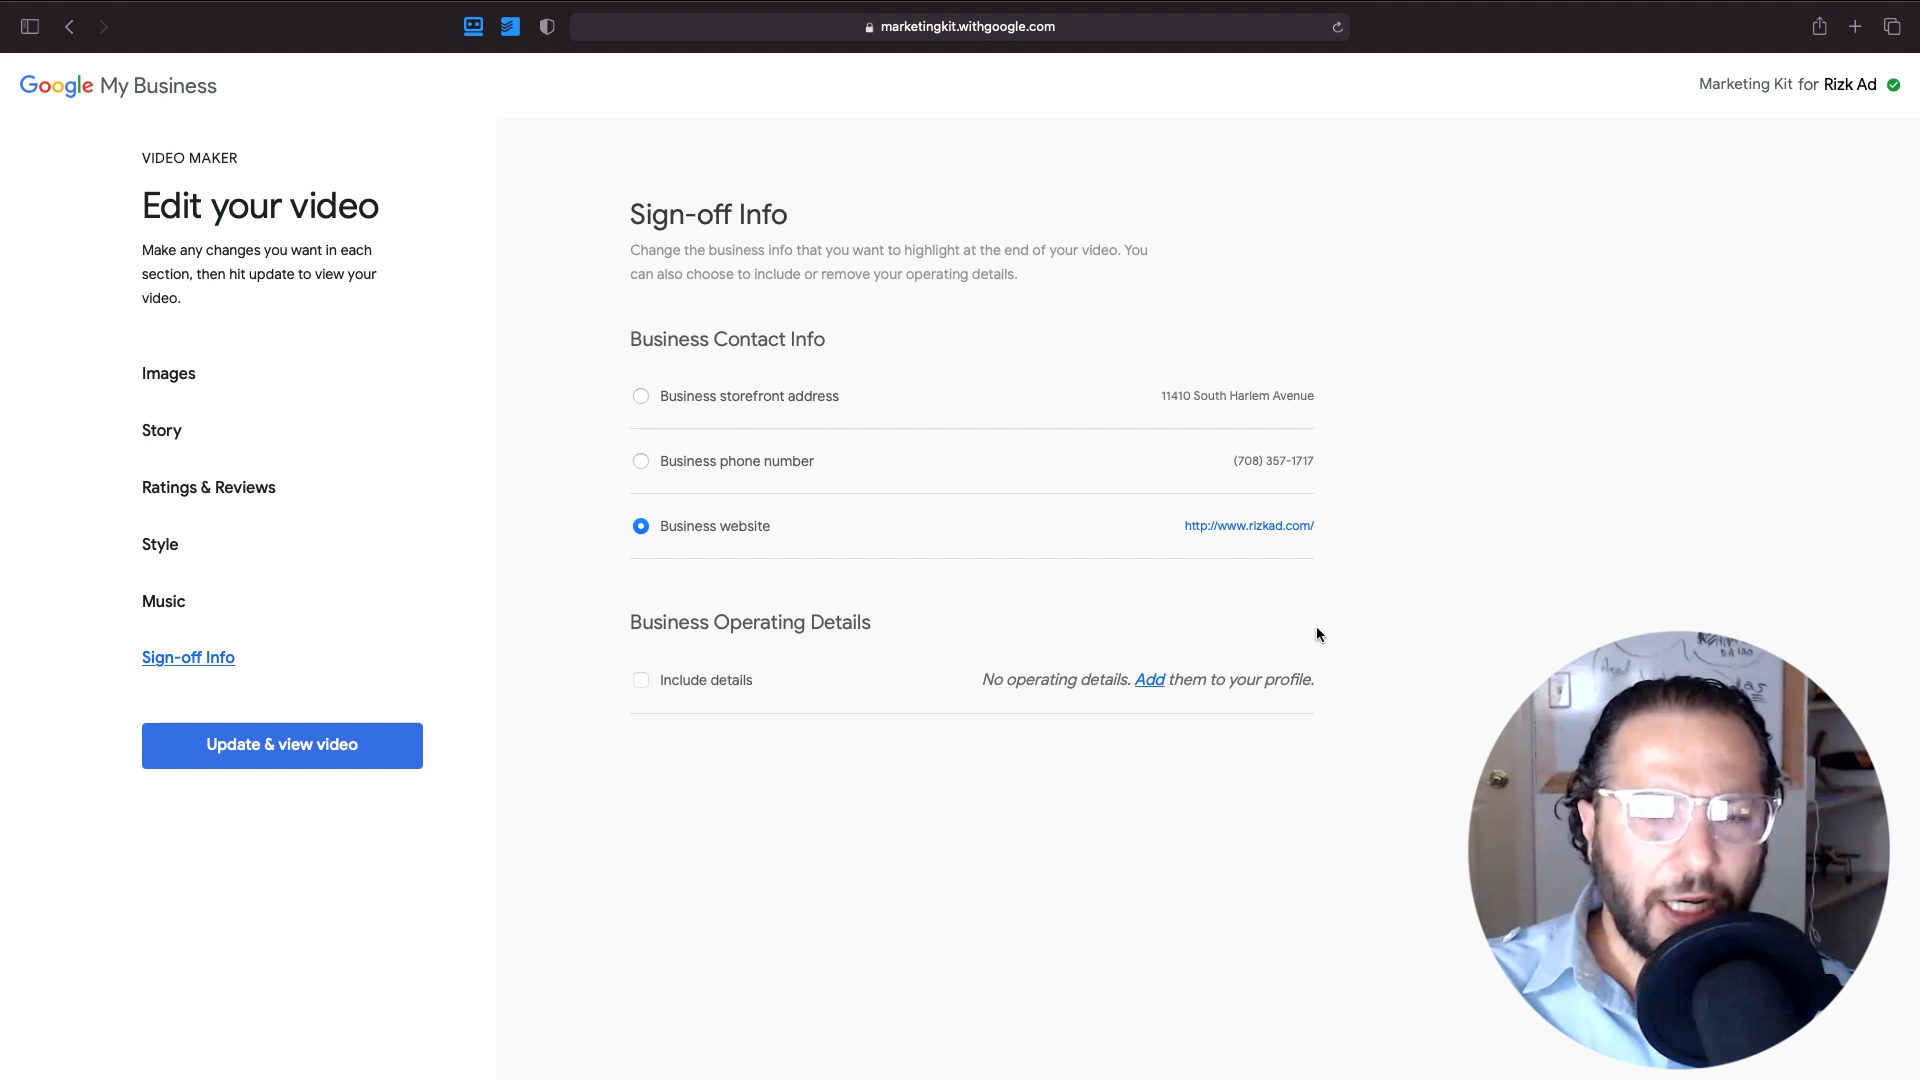 marketingkit.withgoogle.com
Google My Business
Marketing Kit for Rizk Ad
VIDEO MAKER
Edit your video
Make any changes you want in each
section, then hit update to view your
video.
Images
Story
Ratings & Reviews
Style
Music
Sign-off Info
Update & view video
Sign-off Info
Change the business info that you want to highlight at the end of your video. You
can also choose to include or remove your operating details.
Business Contact Info
Business storefront address 11410 South Harlem Avenue
Business phone number (708) 357-1717
Business website http://www.rizkad.com/
Business Operating Details
Include details No operating details. Add them to your profile.